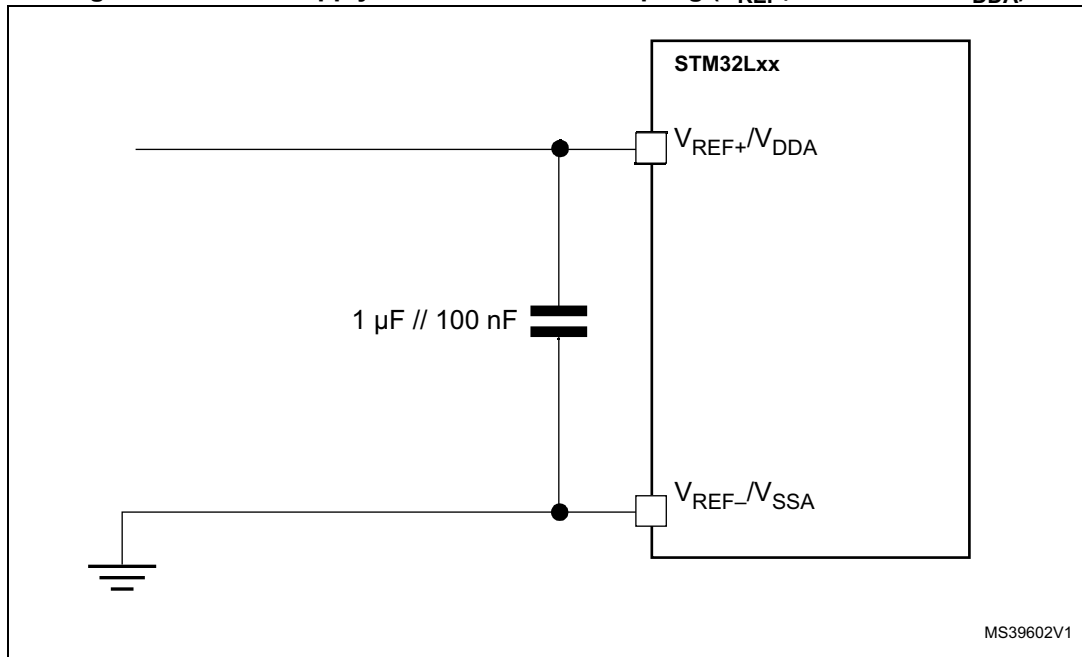 STM32Lxx
VREF+/VDDA
1 µF // 100 nF
VREF–/VSSA
MS39602V1